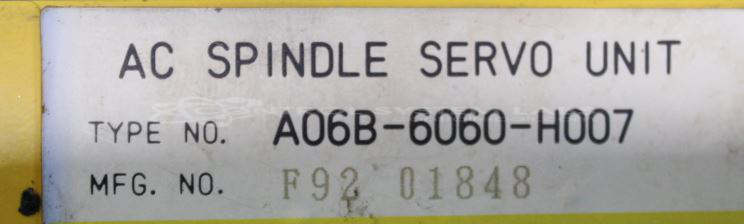 AC SPINDLE SERVO UNIT
TYPE NO. A06B-6060-H007
MFG. NO. F92 01848